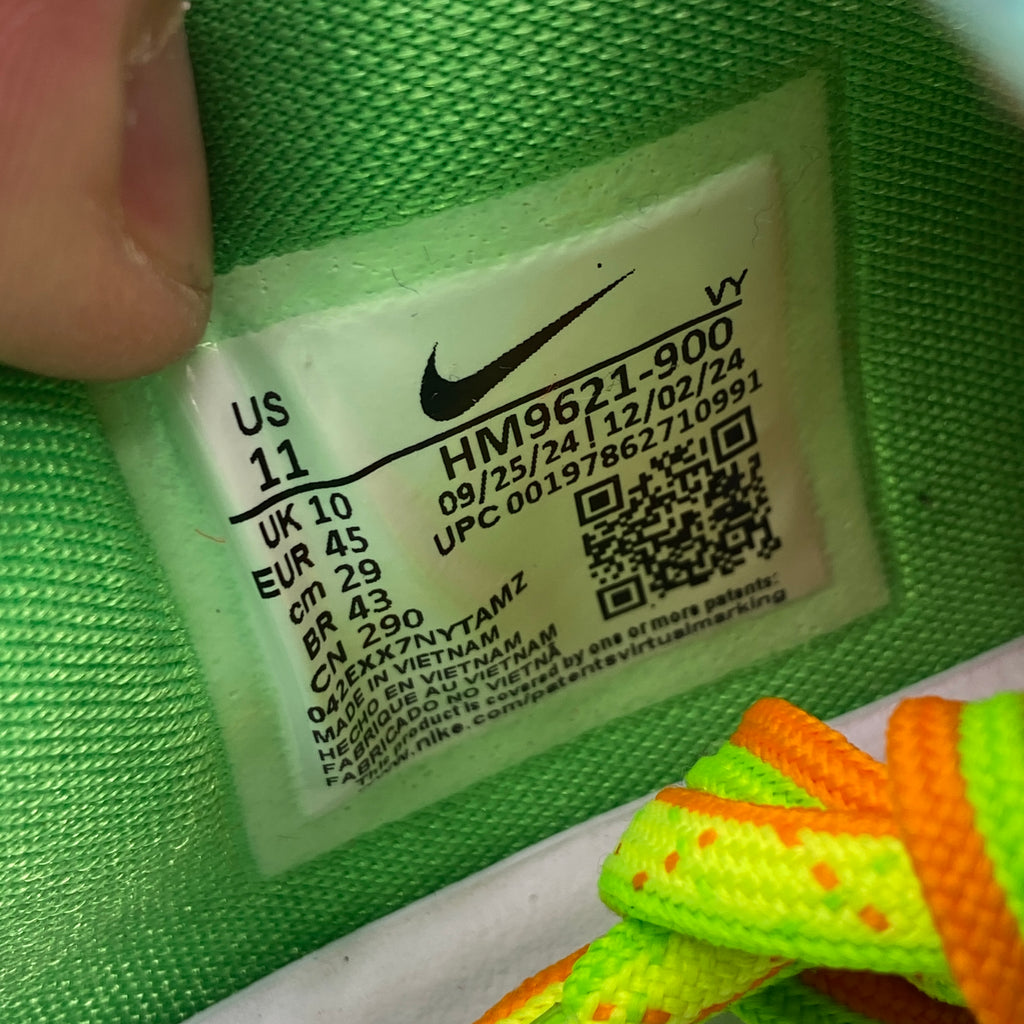 VY
US
11
HM9621-900
09/25/24 | 12/02/24
UPC 00197862710991
UK 10
EUR 45
cm 29
BR 43
CN 290
042EXX7NYTAMZ
MADE IN VIETNAM
HECHO EN VIETNAM
FABRIQUE AU VIETNAM
FABRICADO NO VIETNÃ
This product is covered by one or more patents:
www.nike.com/patentsvirtualmarking